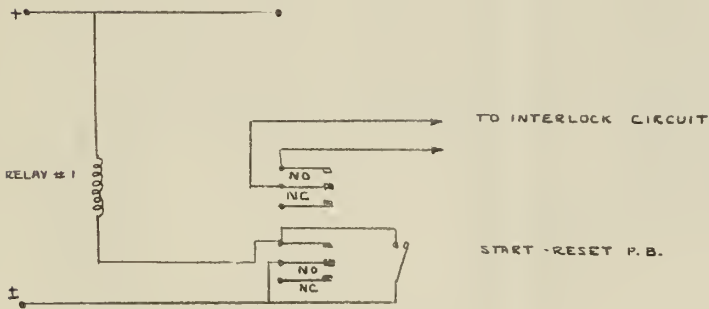 +
TO INTERLOCK CIRCUIT
RELAY #1
NO
NC
START-RESET P.B.
NO
NC
±